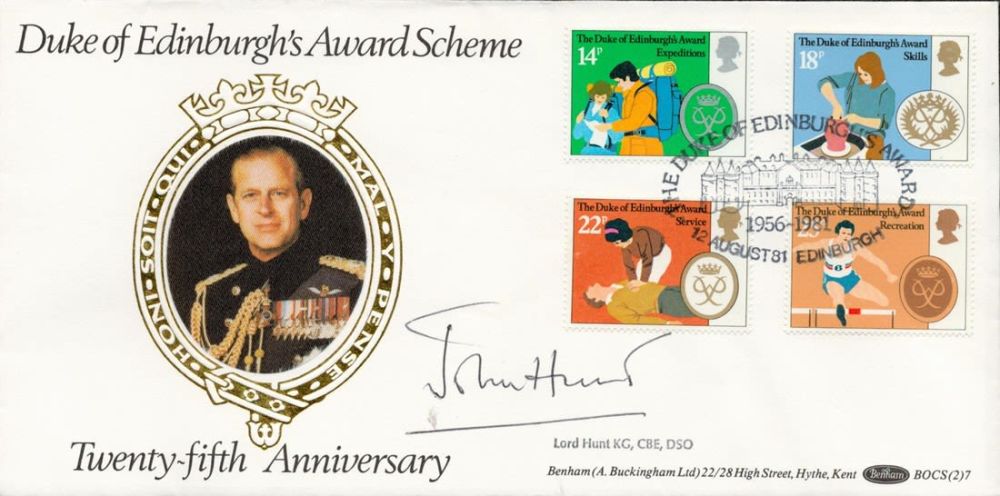 Duke of Edinburgh's Award Scheme
HONI · SOIT · QUI · MAL · Y · PENSE
Twenty-fifth Anniversary
The Duke of Edinburgh's Award
Expeditions
14P
The Duke of Edinburgh's Award
Skills
18P
The Duke of Edinburgh's Award
Service
22P
The Duke of Edinburgh's Award
Recreation
25P
THE DUKE OF EDINBURGH'S AWARD
1956-1981
12 AUGUST 81 EDINBURGH
John Hunt
Lord Hunt KG, CBE, DSO
Benham (A. Buckingham Ltd) 22/28 High Street, Hythe, Kent Benham BOCS(2)7